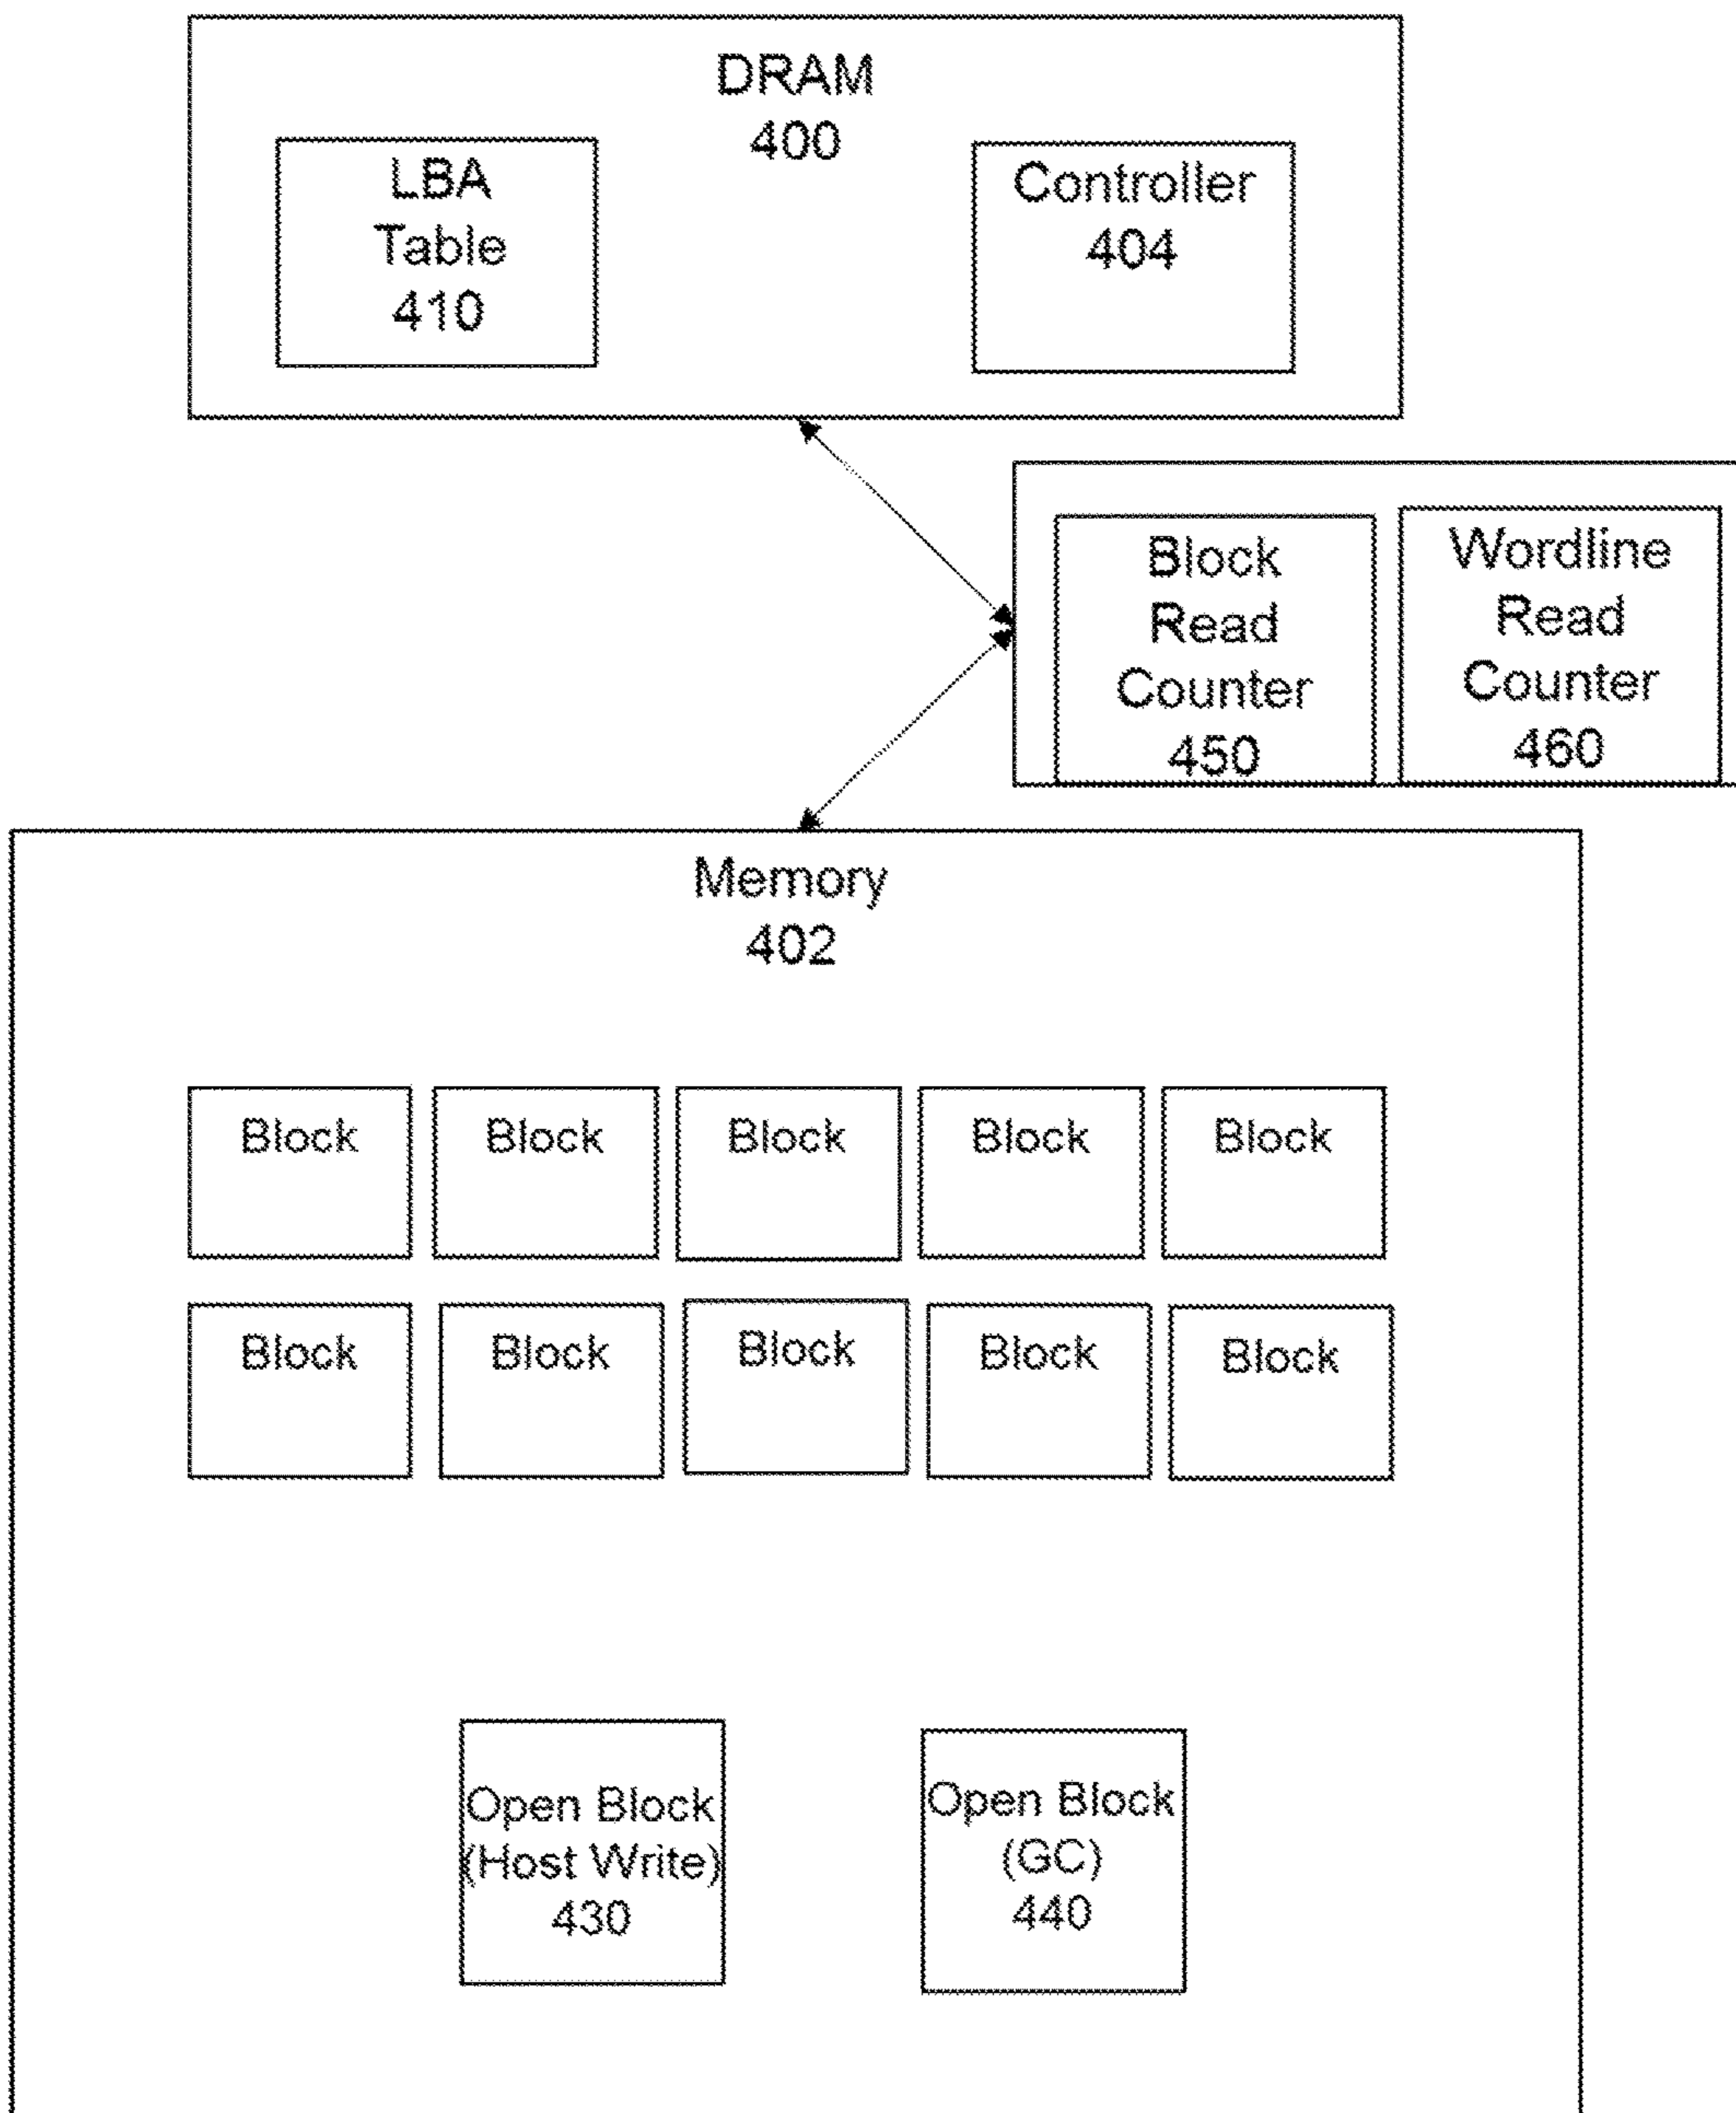 DRAM
400
LBA
Table
410
Controller
404
Block
Read
Counter
450
Wordline
Read
Counter
460
Memory
402
Block
Block
Block
Block
Block
Block
Block
Block
Block
Block
Open Block
(Host Write)
430
Open Block
(GC)
440